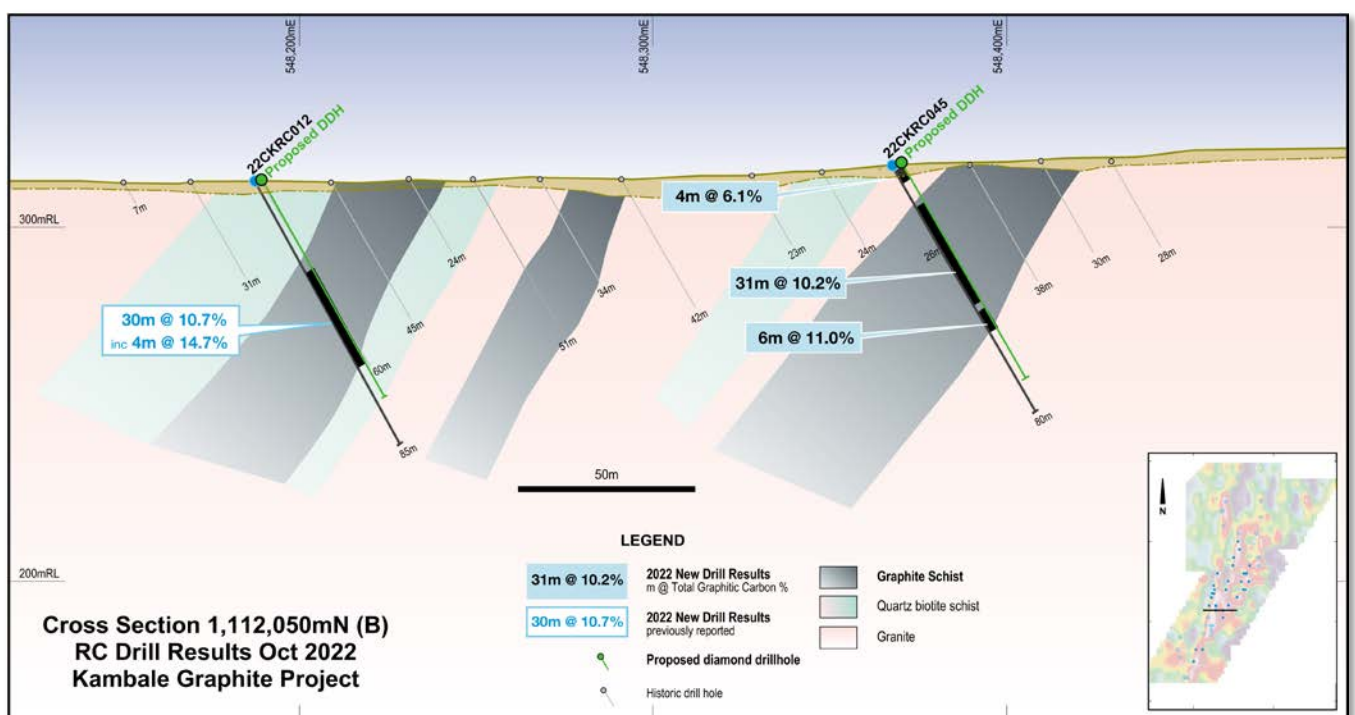 548,200mE
548,300mE
548,400mE
22CKRC012
Proposed DDH
22CKRC045
Proposed DDH
4m @ 6.1%
7m
31m
24m
34m
42m
23m
24m
26m
38m
30m
28m
300mRL
31m @ 10.2%
30m @ 10.7%
inc 4m @ 14.7%
45m
51m
6m @ 11.0%
60m
85m
80m
50m
N
LEGEND
31m @ 10.2%
2022 New Drill Results
m @ Total Graphitic Carbon %
30m @ 10.7%
2022 New Drill Results
previously reported
Proposed diamond drillhole
Historic drill hole
Graphite Schist
Quartz biotite schist
Granite
200mRL
Cross Section 1,112,050mN (B)
RC Drill Results Oct 2022
Kambale Graphite Project